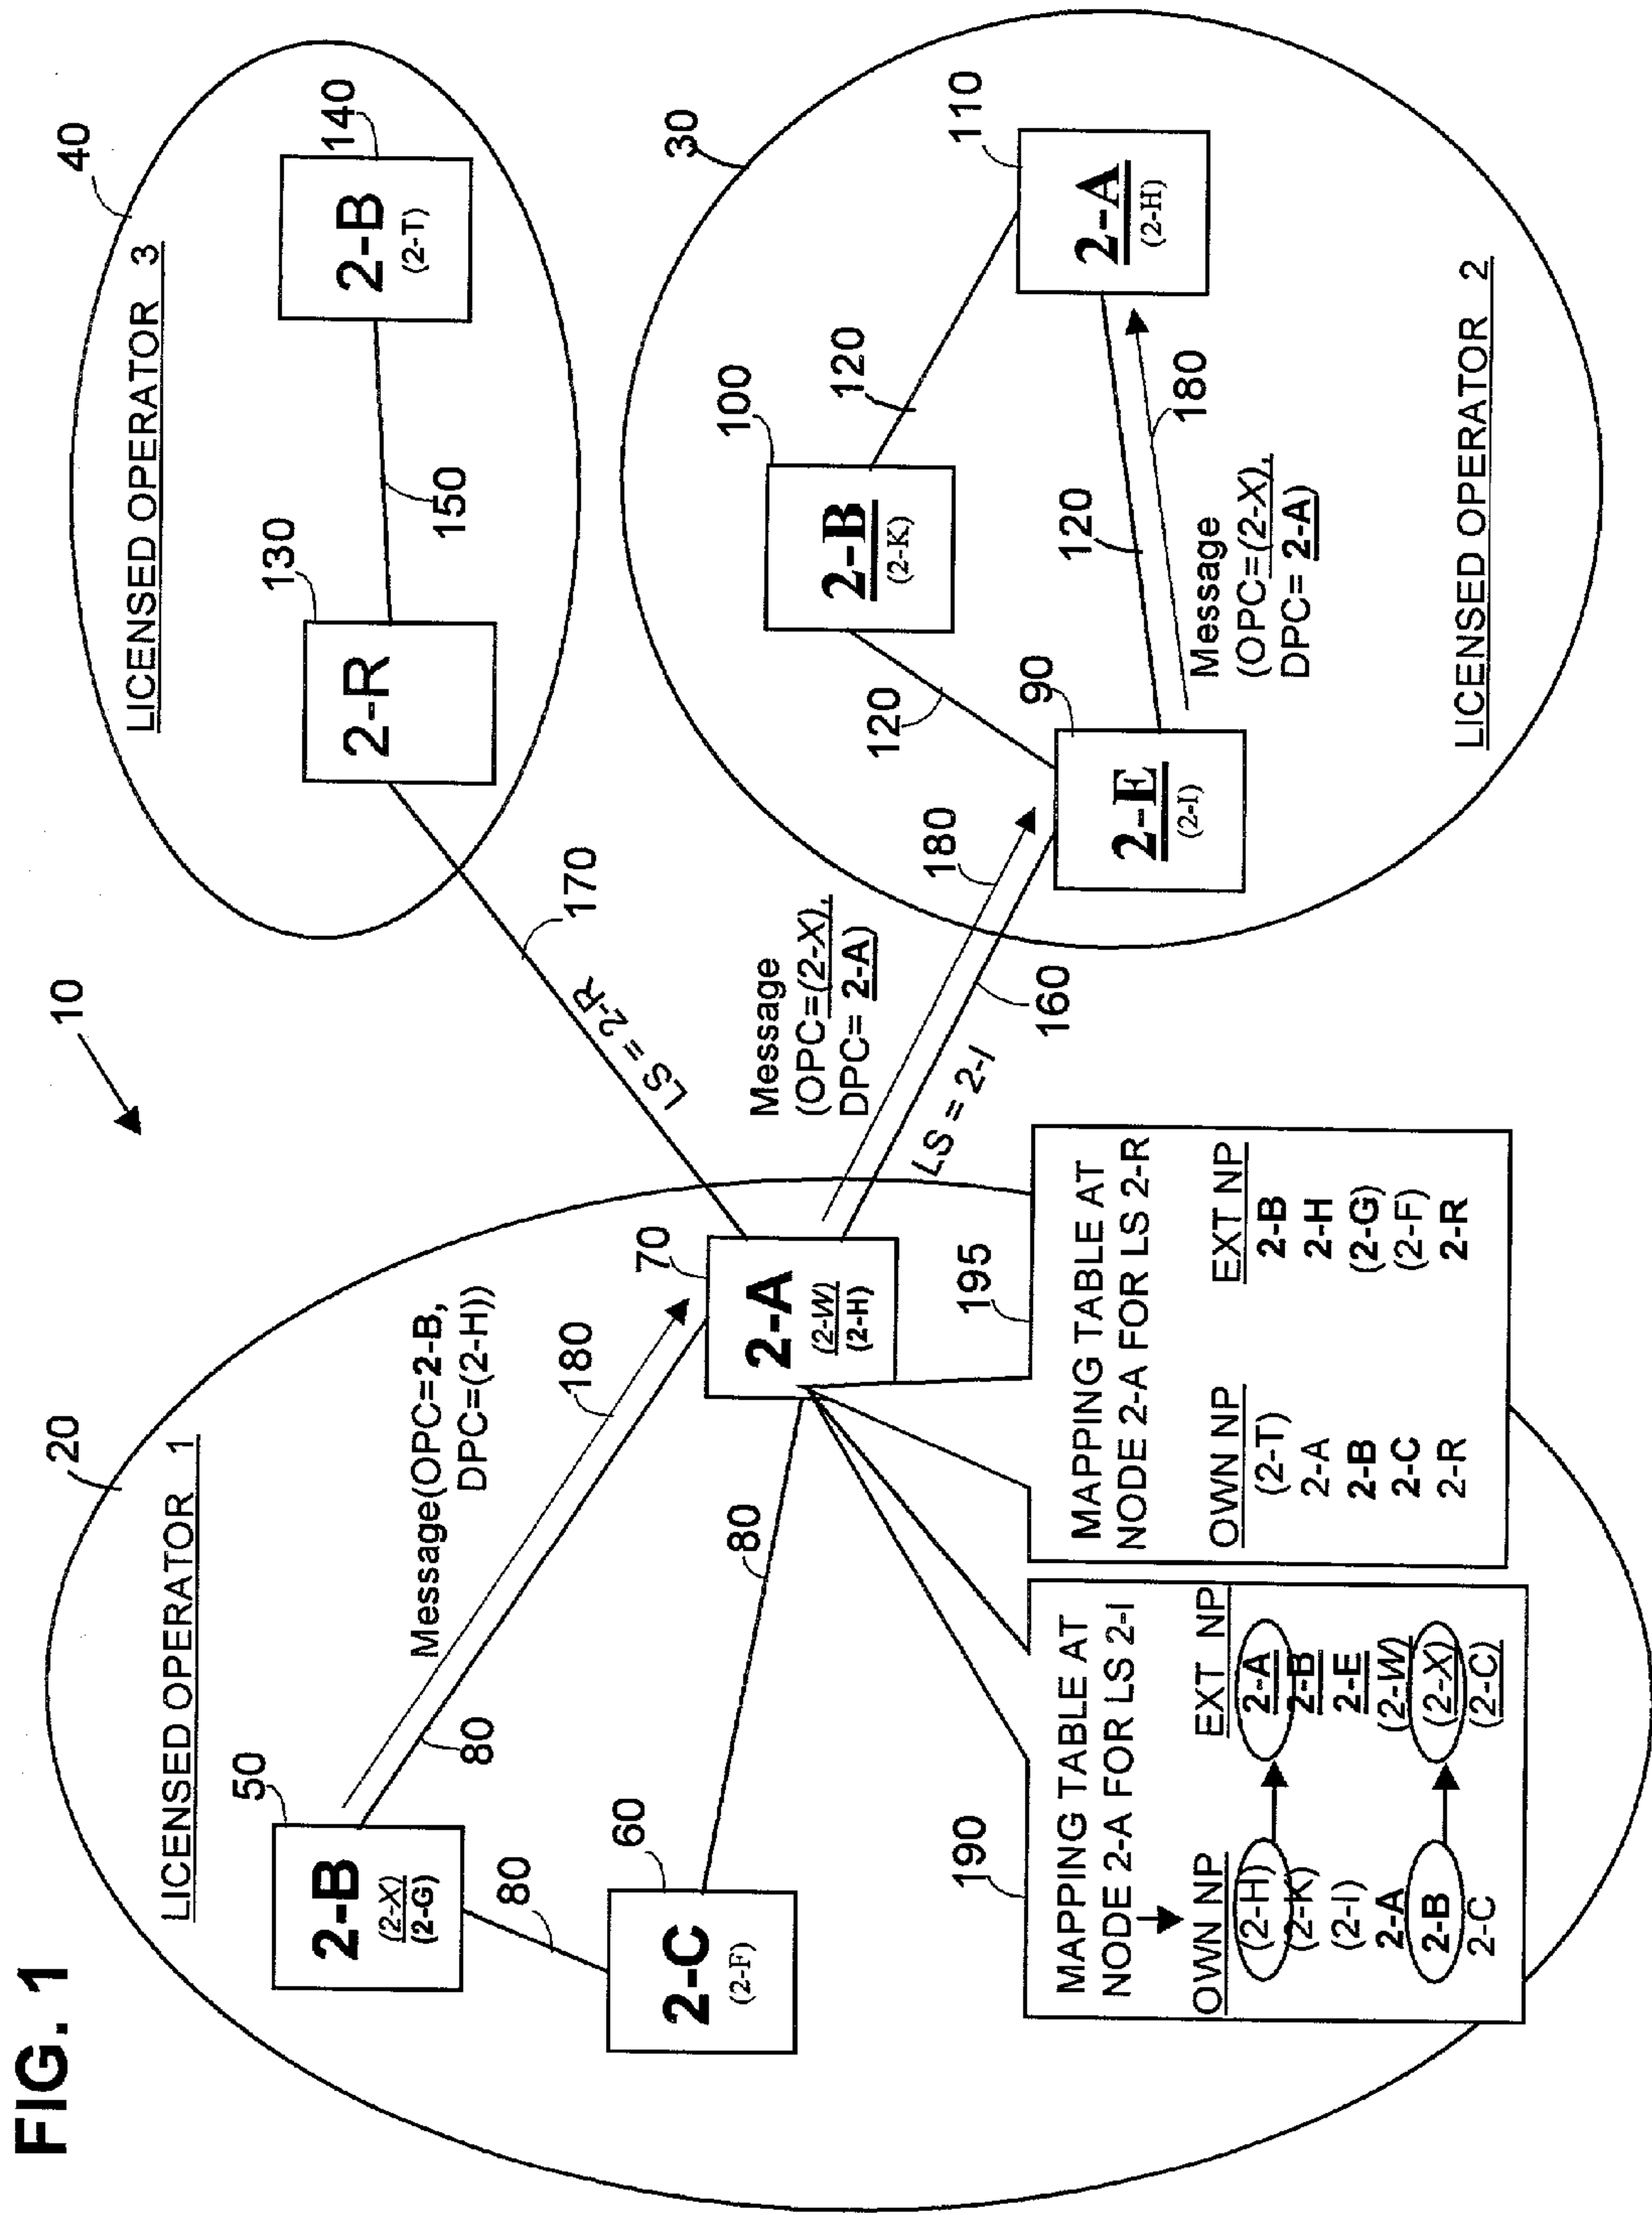 FIG. 1
10
20
LICENSED OPERATOR 1
50
2-B
(2-X)
(2-G)
80
60
2-C
(2-F)
80
80
Message(OPC=2-B,
DPC=(2-H))
180
70
2-A
(2-W)
(2-H)
190
MAPPING TABLE AT
NODE 2-A FOR LS 2-I
OWN NP EXT NP
(2-H) 2-A
(2-K) 2-B
(2-I) 2-E
2-A (2-W)
2-B (2-X)
2-C (2-C)
195
MAPPING TABLE AT
NODE 2-A FOR LS 2-R
OWN NP EXT NP
(2-T) 2-B
2-A 2-H
2-B (2-G)
2-C (2-F)
2-R 2-R
LS = 2-R
170
Message
(OPC=(2-X),
DPC= 2-A)
180
LS = 2-I
160
40
LICENSED OPERATOR 3
130
2-R
150
140
2-B
(2-T)
30
100
2-B
(2-K)
120
120
110
2-A
(2-H)
90
2-E
(2-I)
120
180
Message
(OPC=(2-X),
DPC= 2-A)
LICENSED OPERATOR 2